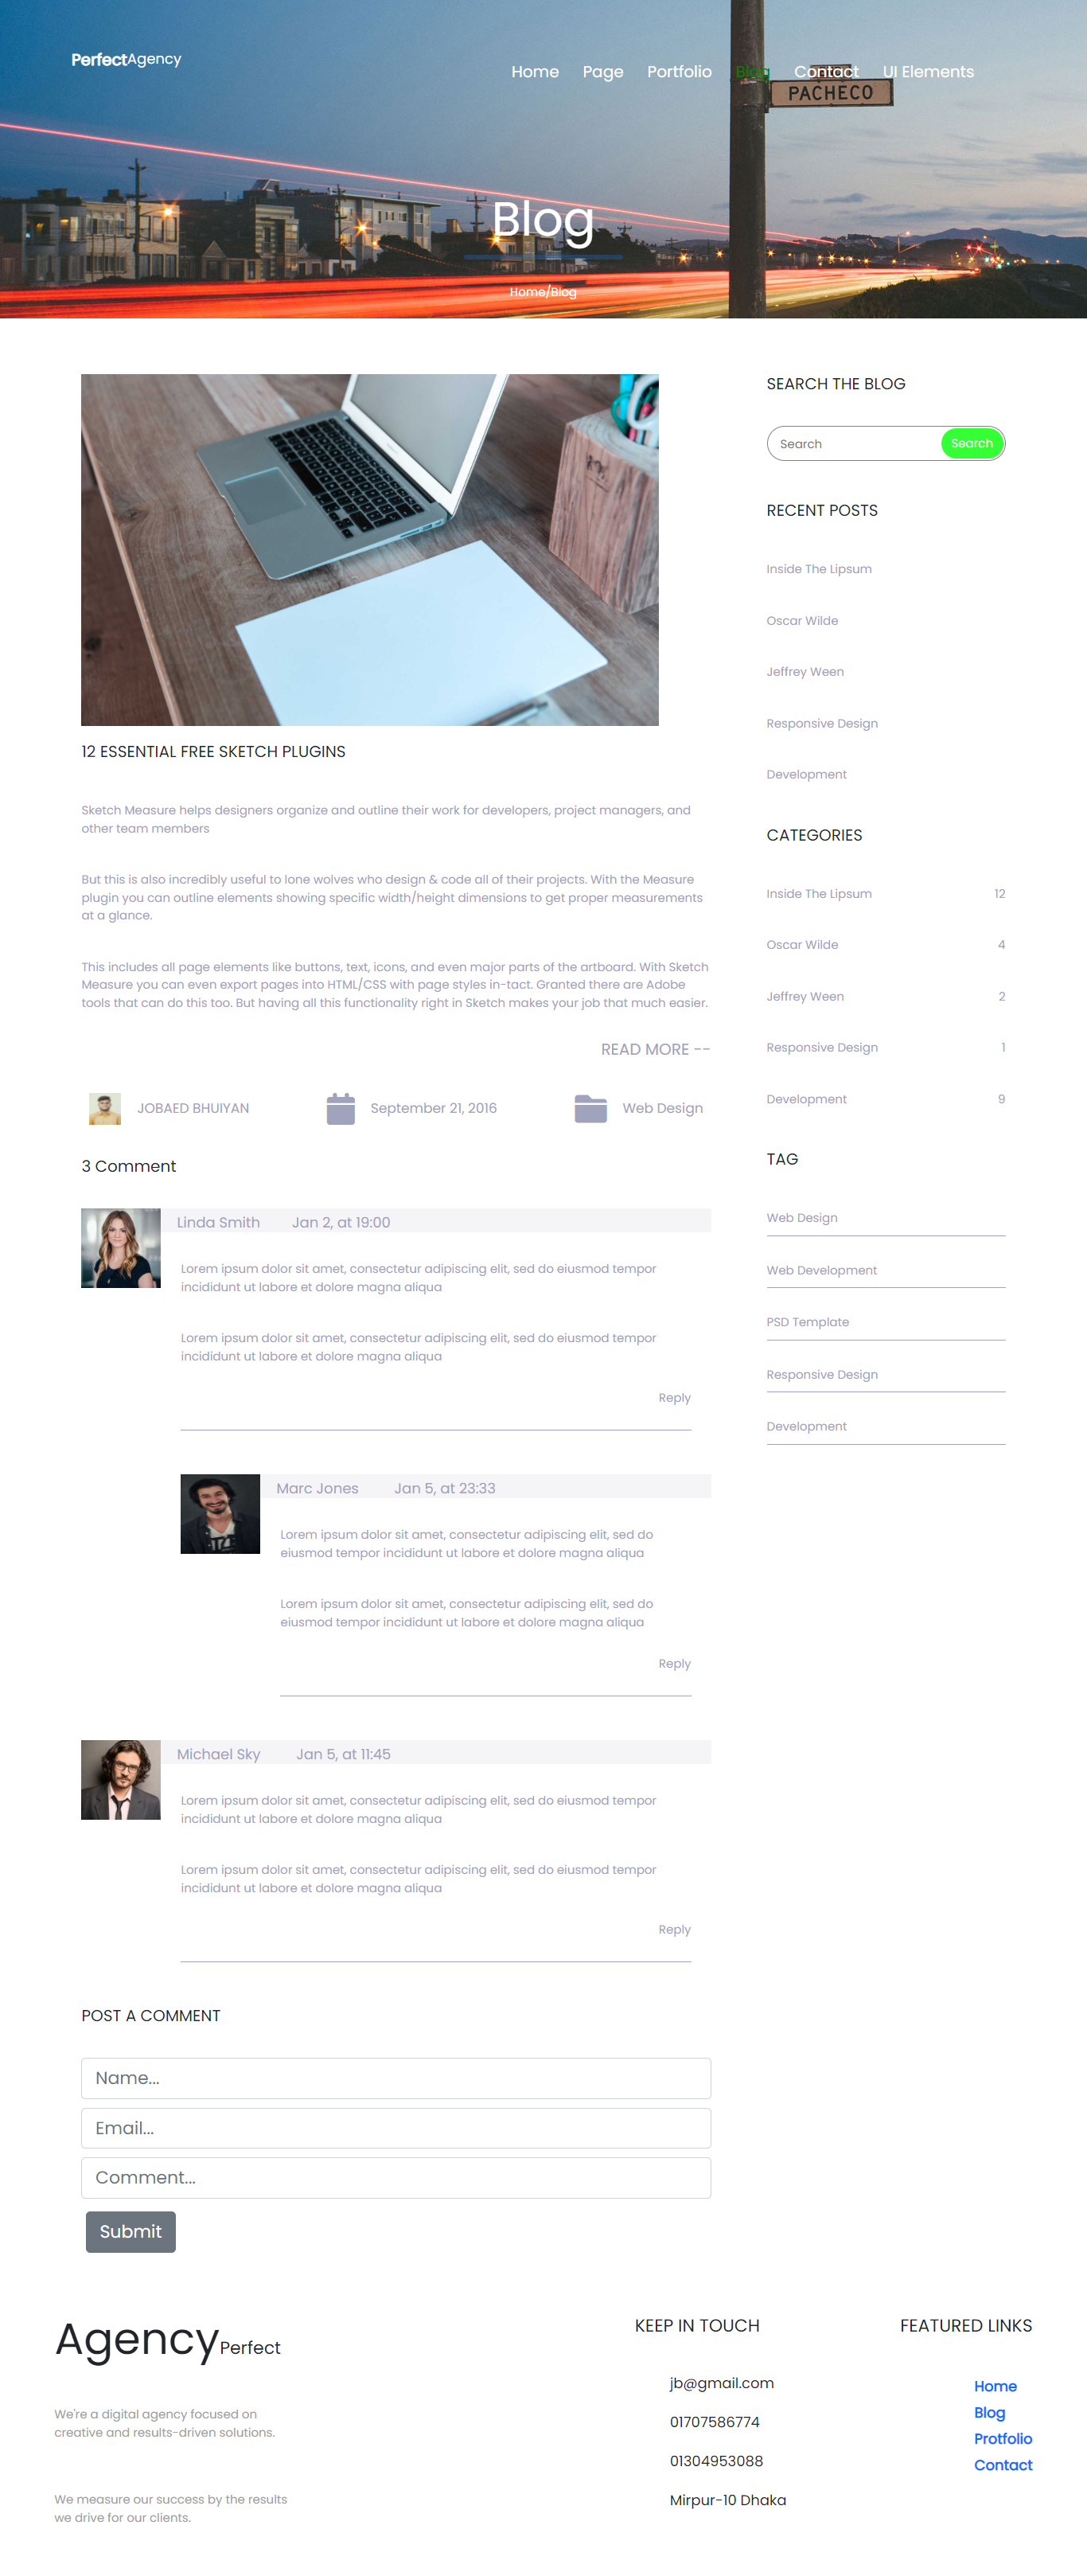 PerfectAgency
Home Page Portfolio Blog Contact UI Elements
PACHECO
Blog
Home/Blog
12 ESSENTIAL FREE SKETCH PLUGINS
Sketch Measure helps designers organize and outline their work for developers, project managers, and
other team members
But this is also incredibly useful to lone wolves who design & code all of their projects. With the Measure
plugin you can outline elements showing specific width/height dimensions to get proper measurements
at a glance.
This includes all page elements like buttons, text, icons, and even major parts of the artboard. With Sketch
Measure you can even export pages into HTML/CSS with page styles in-tact. Granted there are Adobe
tools that can do this too. But having all this functionality right in Sketch makes your job that much easier.
READ MORE --
JOBAED BHUIYAN September 21, 2016 Web Design
3 Comment
Linda Smith Jan 2, at 19:00
Lorem ipsum dolor sit amet, consectetur adipiscing elit, sed do eiusmod tempor
incididunt ut labore et dolore magna aliqua
Lorem ipsum dolor sit amet, consectetur adipiscing elit, sed do eiusmod tempor
incididunt ut labore et dolore magna aliqua
Reply
Marc Jones Jan 5, at 23:33
Lorem ipsum dolor sit amet, consectetur adipiscing elit, sed do
eiusmod tempor incididunt ut labore et dolore magna aliqua
Lorem ipsum dolor sit amet, consectetur adipiscing elit, sed do
eiusmod tempor incididunt ut labore et dolore magna aliqua
Reply
Michael Sky Jan 5, at 11:45
Lorem ipsum dolor sit amet, consectetur adipiscing elit, sed do eiusmod tempor
incididunt ut labore et dolore magna aliqua
Lorem ipsum dolor sit amet, consectetur adipiscing elit, sed do eiusmod tempor
incididunt ut labore et dolore magna aliqua
Reply
POST A COMMENT
Name...
Email...
Comment...
Submit
SEARCH THE BLOG
Search Search
RECENT POSTS
Inside The Lipsum
Oscar Wilde
Jeffrey Ween
Responsive Design
Development
CATEGORIES
Inside The Lipsum 12
Oscar Wilde 4
Jeffrey Ween 2
Responsive Design 1
Development 9
TAG
Web Design
Web Development
PSD Template
Responsive Design
Development
AgencyPerfect
We're a digital agency focused on
creative and results-driven solutions.
We measure our success by the results
we drive for our clients.
KEEP IN TOUCH
jb@gmail.com
01707586774
01304953088
Mirpur-10 Dhaka
FEATURED LINKS
Home
Blog
Protfolio
Contact